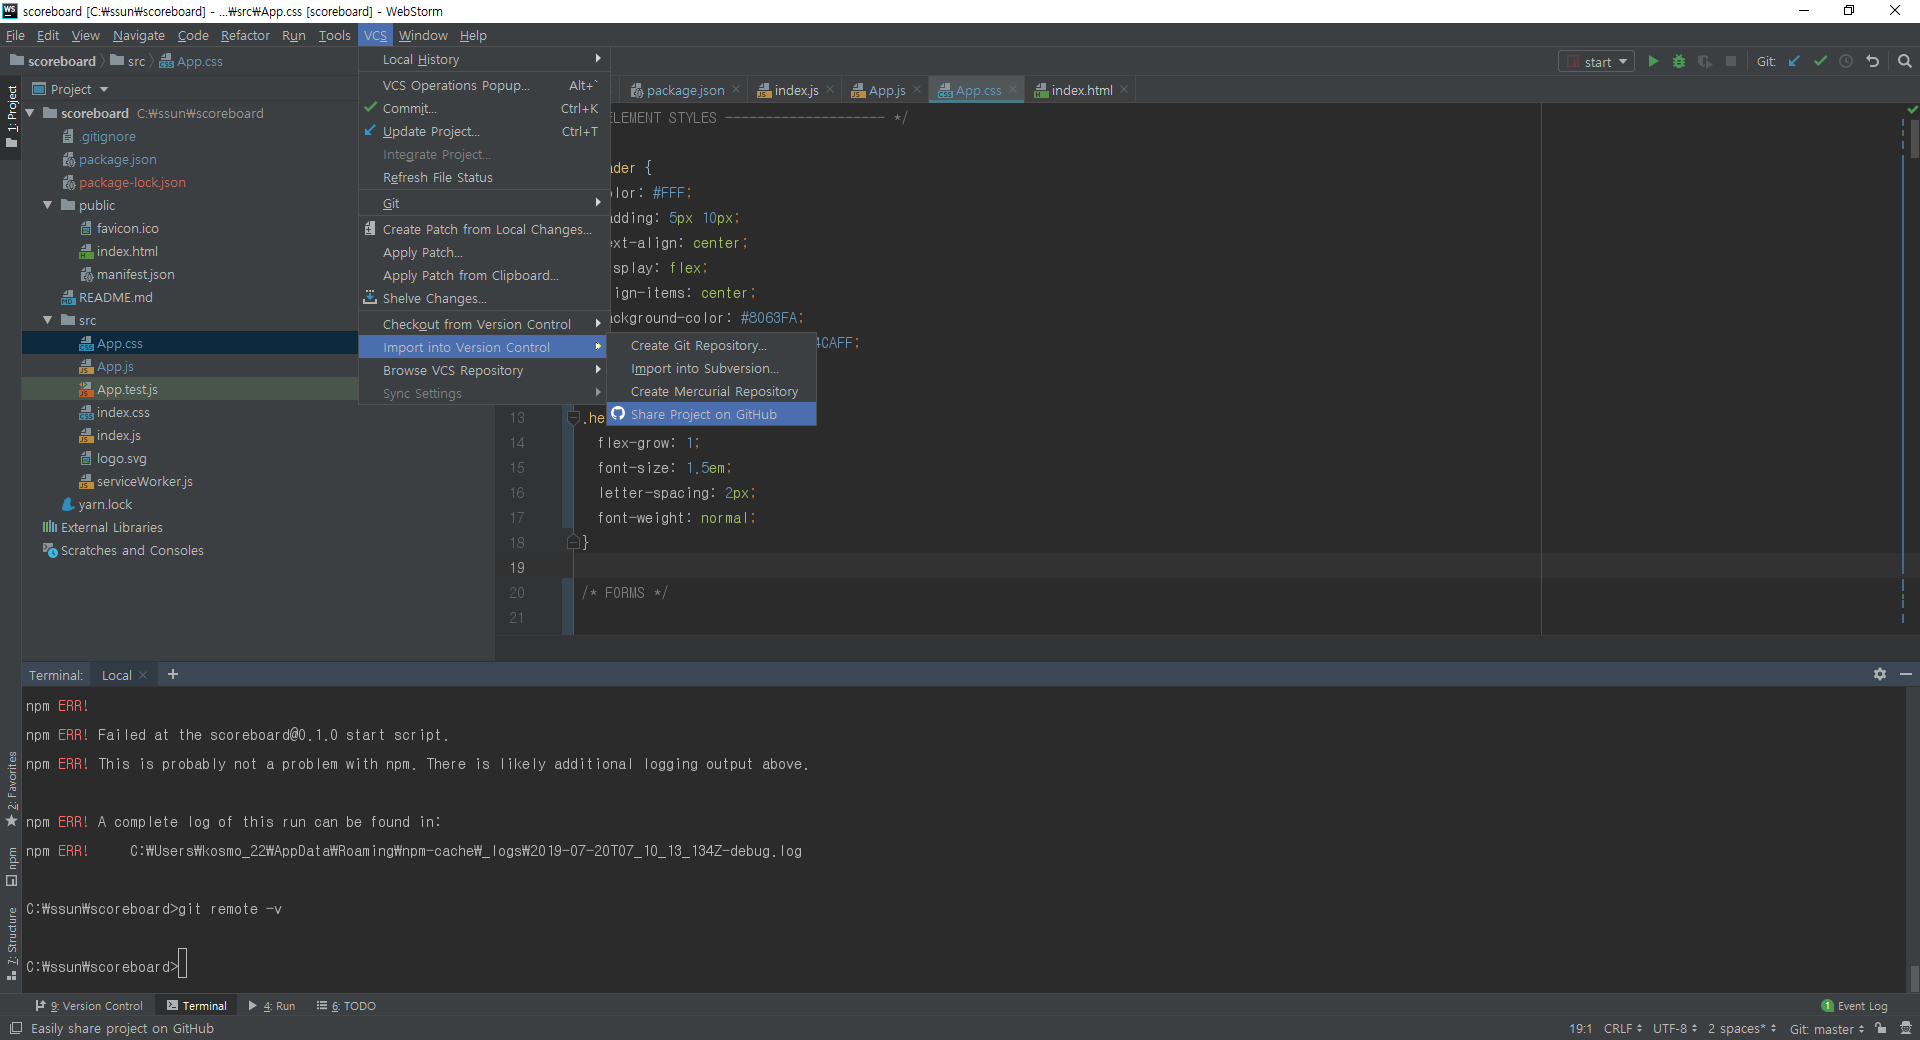 scoreboard [C:₩ssun₩scoreboard] - ...₩src₩App.css [scoreboard] - WebStorm
File Edit View Navigate Code Refactor Run Tools VCS Window Help
scoreboard src App.css
start Git:
1: Project
Project
package.json index.js App.js App.css index.html
scoreboard C:₩ssun₩scoreboard
.gitignore
package.json
package-lock.json
public
favicon.ico
index.html
manifest.json
README.md
src
App.css
App.js
App.test.js
index.css
index.js
logo.svg
serviceWorker.js
yarn.lock
External Libraries
Scratches and Consoles
Local History
VCS Operations Popup... Alt+`
Commit... Ctrl+K
Update Project... Ctrl+T
Integrate Project...
Refresh File Status
Git
Create Patch from Local Changes...
Apply Patch...
Apply Patch from Clipboard...
Shelve Changes...
Checkout from Version Control
Import into Version Control
Browse VCS Repository
Sync Settings
Create Git Repository...
Import into Subversion...
Create Mercurial Repository
Share Project on GitHub
ELEMENT STYLES -------------------- */
ader {
lor: #FFF;
adding: 5px 10px;
ext-align: center;
splay: flex;
ign-items: center;
ackground-color: #8063FA;
4CAFF;
13 .he
14 flex-grow: 1;
15 font-size: 1.5em;
16 letter-spacing: 2px;
17 font-weight: normal;
18 }
19
20 /* FORMS */
21
Terminal: Local +
npm ERR!
npm ERR! Failed at the scoreboard@0.1.0 start script.
npm ERR! This is probably not a problem with npm. There is likely additional logging output above.
npm ERR! A complete log of this run can be found in:
npm ERR! C:₩Users₩kosmo_22₩AppData₩Roaming₩npm-cache₩_logs₩2019-07-20T07_10_13_134Z-debug.log
C:₩ssun₩scoreboard>git remote -v
C:₩ssun₩scoreboard>
2: Favorites
npm
7: Structure
9: Version Control Terminal 4: Run 6: TODO 1 Event Log
Easily share project on GitHub 19:1 CRLF UTF-8 2 spaces* Git: master